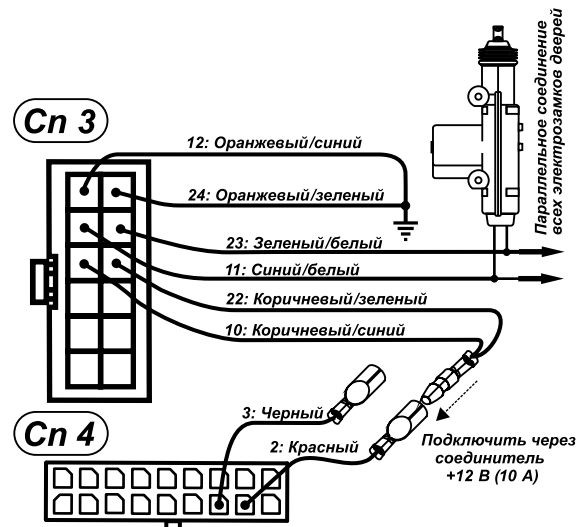 Сп 3
12: Оранжевый/синий
24: Оранжевый/зеленый
23: Зеленый/белый
11: Синий/белый
22: Коричневый/зеленый
10: Коричневый/синий
Параллельное соединение
всех электрозамков дверей
Сп 4
3: Черный
2: Красный
Подключить через
соединитель
+12 В (10 А)